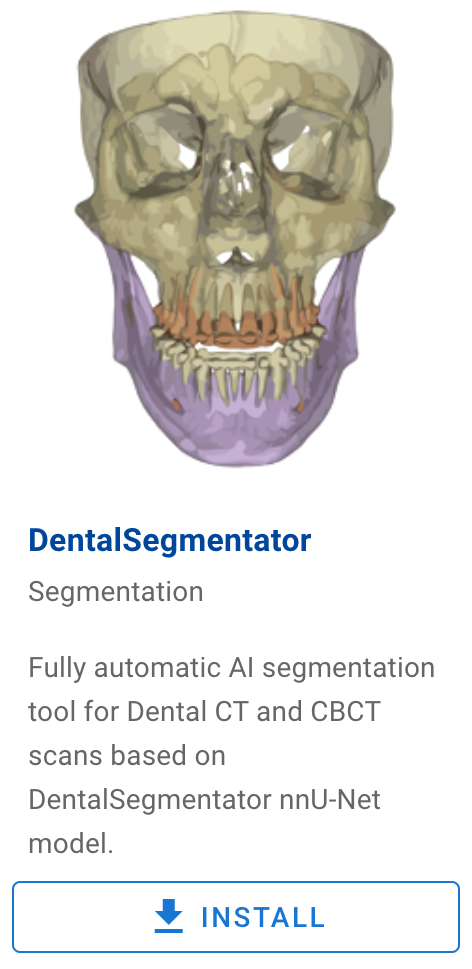 DentalSegmentator
Segmentation
Fully automatic AI segmentation
tool for Dental CT and CBCT
scans based on
DentalSegmentator nnU-Net
model.
INSTALL